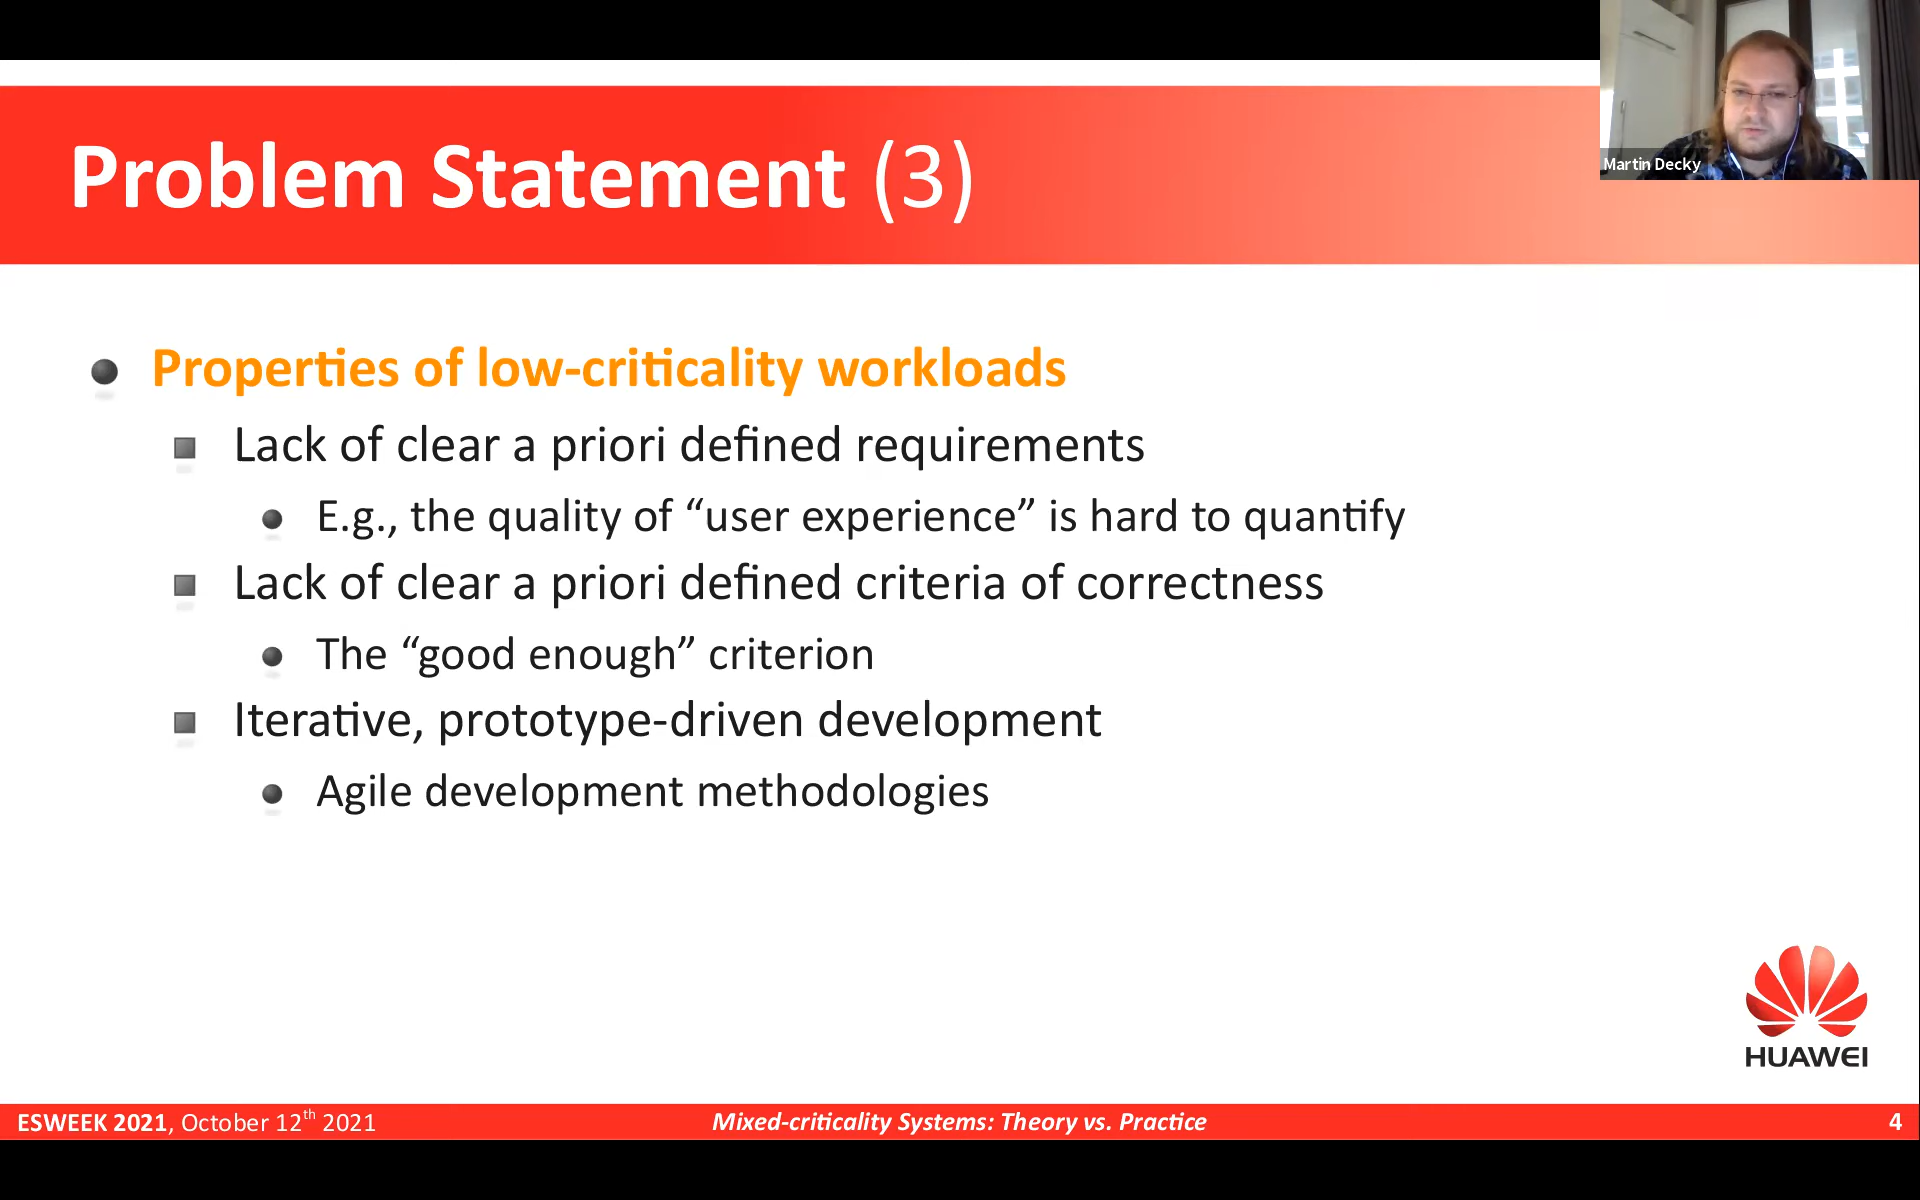 Martin Decky
Problem Statement (3)
Properties of low-criticality workloads
Lack of clear a priori defined requirements
E.g., the quality of “user experience” is hard to quantify
Lack of clear a priori defined criteria of correctness
The “good enough” criterion
Iterative, prototype-driven development
Agile development methodologies
HUAWEI
ESWEEK 2021, October 12th 2021
Mixed-criticality Systems: Theory vs. Practice
4